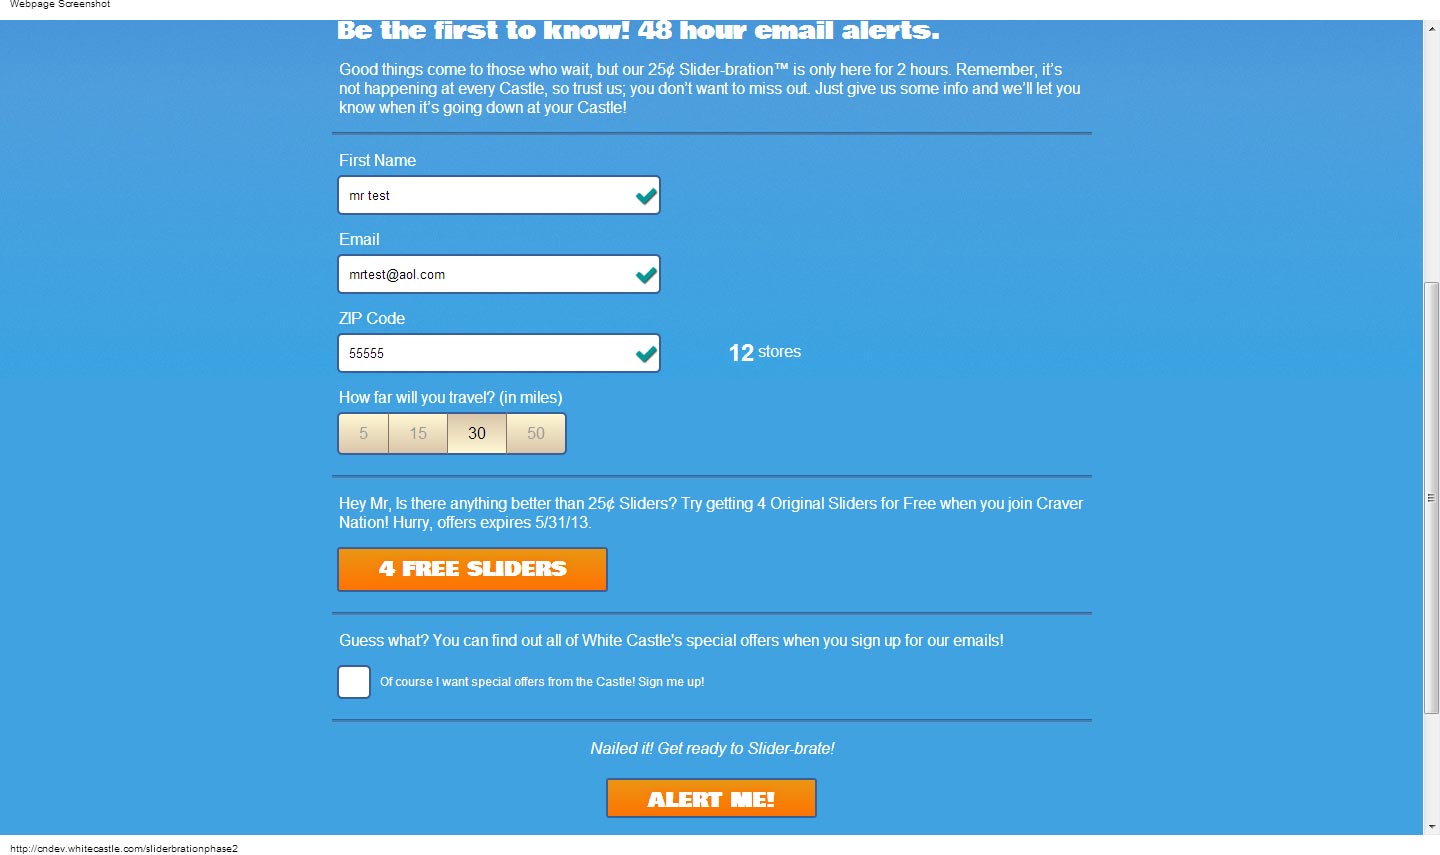 Webpage Screenshot
Be the first to know! 48 hour email alerts.
Good things come to those who wait, but our 25¢ Slider-bration™ is only here for 2 hours. Remember, it’s
not happening at every Castle, so trust us; you don’t want to miss out. Just give us some info and we’ll let you
know when it’s going down at your Castle!
First Name
mr test
Email
mrtest@aol.com
ZIP Code
55555
12 stores
How far will you travel? (in miles)
5 15 30 50
Hey Mr, Is there anything better than 25¢ Sliders? Try getting 4 Original Sliders for Free when you join Craver
Nation! Hurry, offers expires 5/31/13.
4 FREE SLIDERS
Guess what? You can find out all of White Castle's special offers when you sign up for our emails!
Of course I want special offers from the Castle! Sign me up!
Nailed it! Get ready to Slider-brate!
ALERT ME!
http://cndev.whitecastle.com/sliderbrationphase2